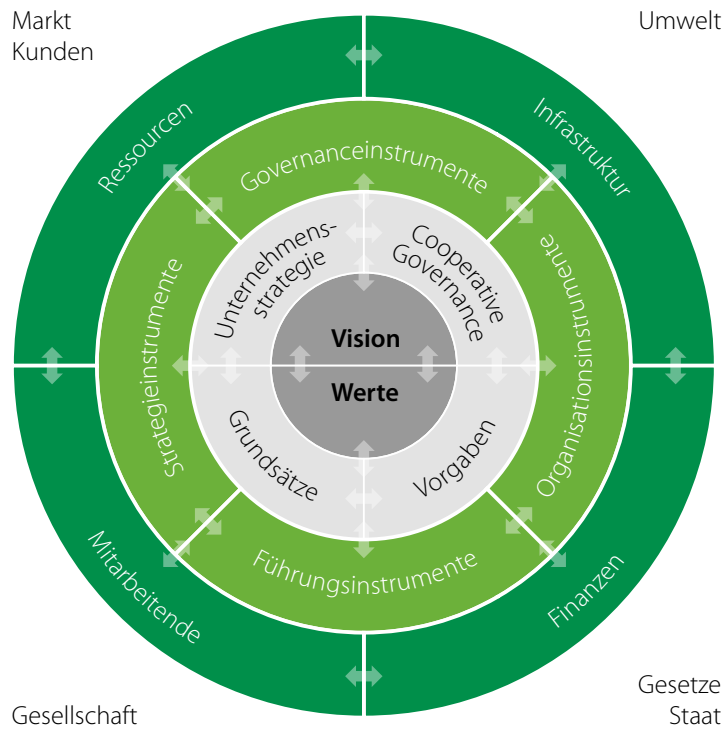 Markt
Kunden
Umwelt
Ressourcen
Infrastruktur
Governanceinstrumente
Unternehmens-
strategie
Cooperative
Governance
Strategieinstrumente
Organisationsinstrumente
Vision
Werte
Grundsätze
Vorgaben
Führungsinstrumente
Mitarbeitende
Finanzen
Gesellschaft
Gesetze
Staat